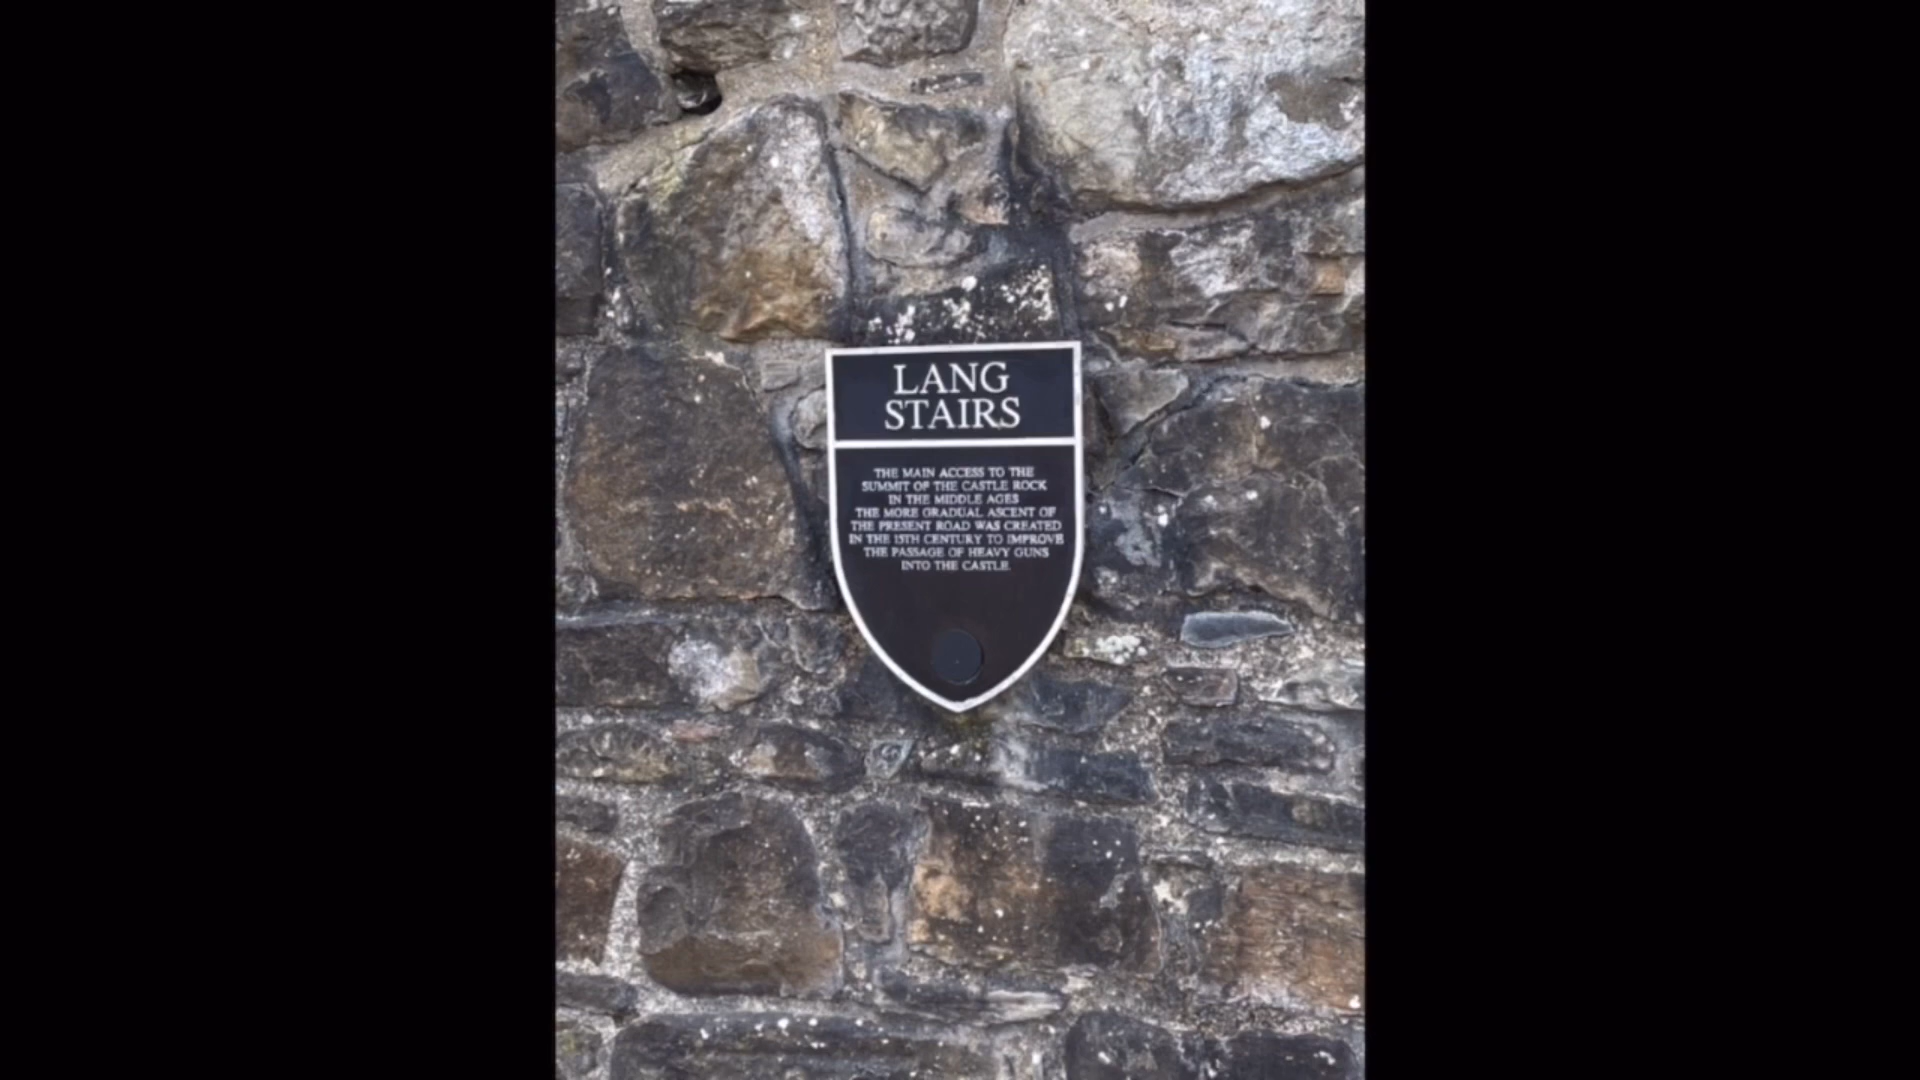 LANG
STAIRS
THE MAIN ACCESS TO THE
SUMMIT OF THE CASTLE ROCK
IN THE MIDDLE AGES
THE MORE GRADUAL ASCENT OF
THE PRESENT ROAD WAS CREATED
IN THE 15TH CENTURY TO IMPROVE
THE PASSAGE OF HEAVY GUNS
INTO THE CASTLE.